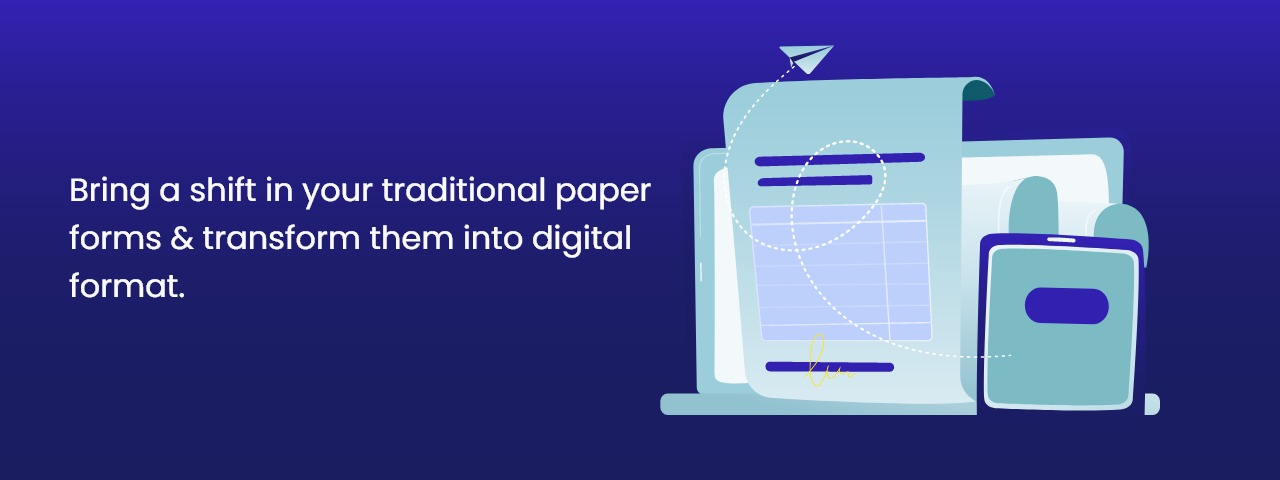 Bring a shift in your traditional paper
forms & transform them into digital
format.